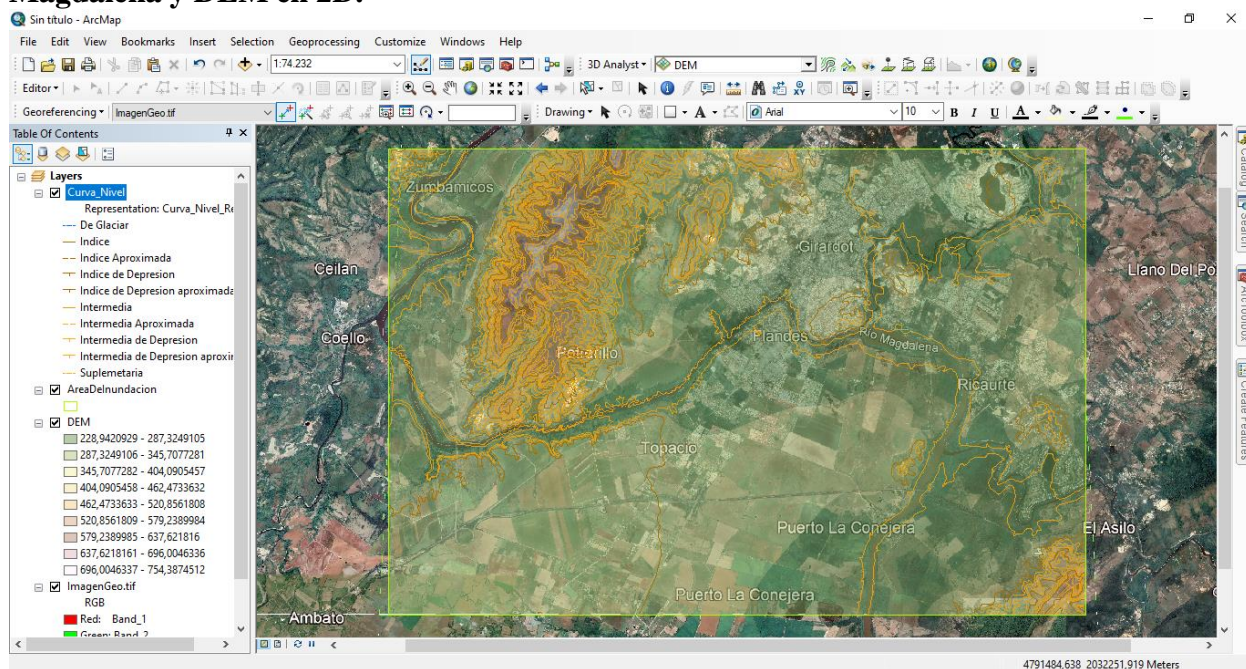 Magdalena y DEM en 2D.
Sin título - ArcMap
File Edit View Bookmarks Insert Selection Geoprocessing Customize Windows Help
1:74.232
3D Analyst
DEM
Editor
Georeferencing
ImagenGeo.tif
Drawing
A
Arial
10
B I U A
Table Of Contents
Layers
Curva_Nivel
Representation: Curva_Nivel_Re
De Glaciar
Indice
Indice Aproximada
Indice de Depresion
Indice de Depresion aproximada
Intermedia
Intermedia Aproximada
Intermedia de Depresion
Intermedia de Depresion aproxir
Suplemetaria
AreaDeInundacion
DEM
228,9420929 - 287,3249105
287,3249106 - 345,7077281
345,7077282 - 404,0905457
404,0905458 - 462,4733632
462,4733633 - 520,8561808
520,8561809 - 579,2389984
579,2389985 - 637,621816
637,6218161 - 696,0046336
696,0046337 - 754,3874512
ImagenGeo.tif
RGB
Red: Band_1
Green: Band_2
Zumbamicos
Girardot
Ceilan
Llano Del Po
Coello
Flandes
Río Magdalena
Potrerillo
Ricaurte
Topacio
Puerto La Conejera
El Asilo
Puerto La Conejera
Ambato
Catalog
Search
ArcToolbox
Create Features
4791484,638 2032251,919 Meters